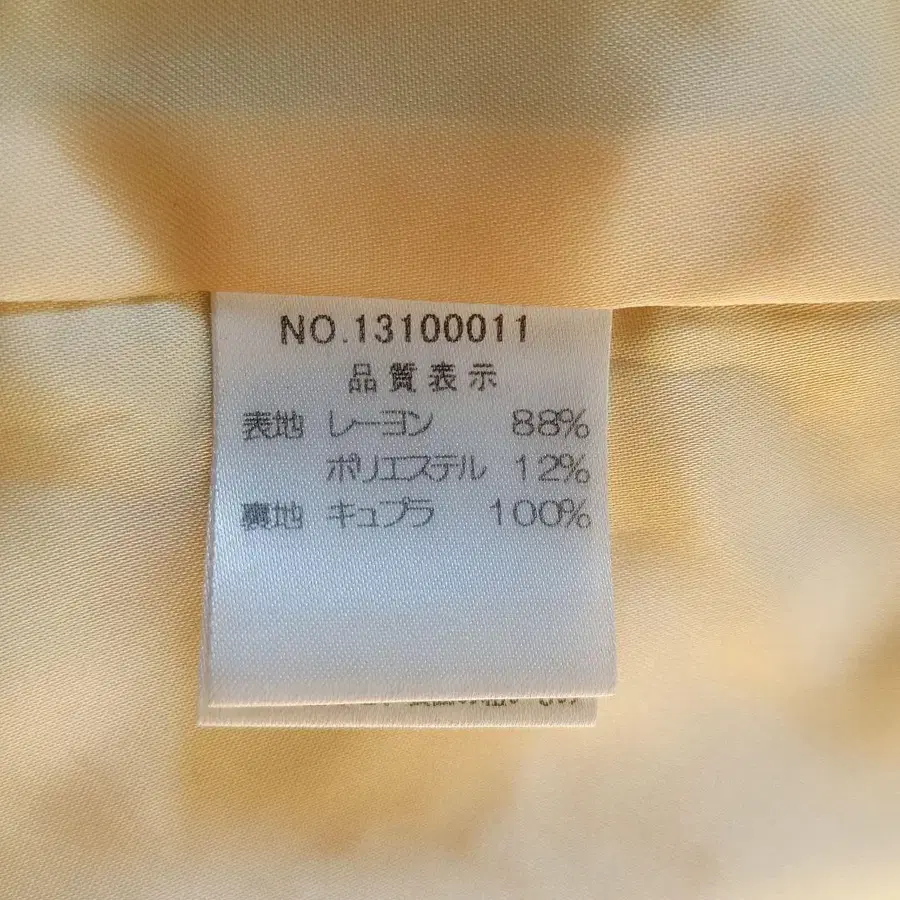 NO.13100011
品質表示
表地 レーヨン 88%
ポリエステル 12%
裏地 キュプラ 100%